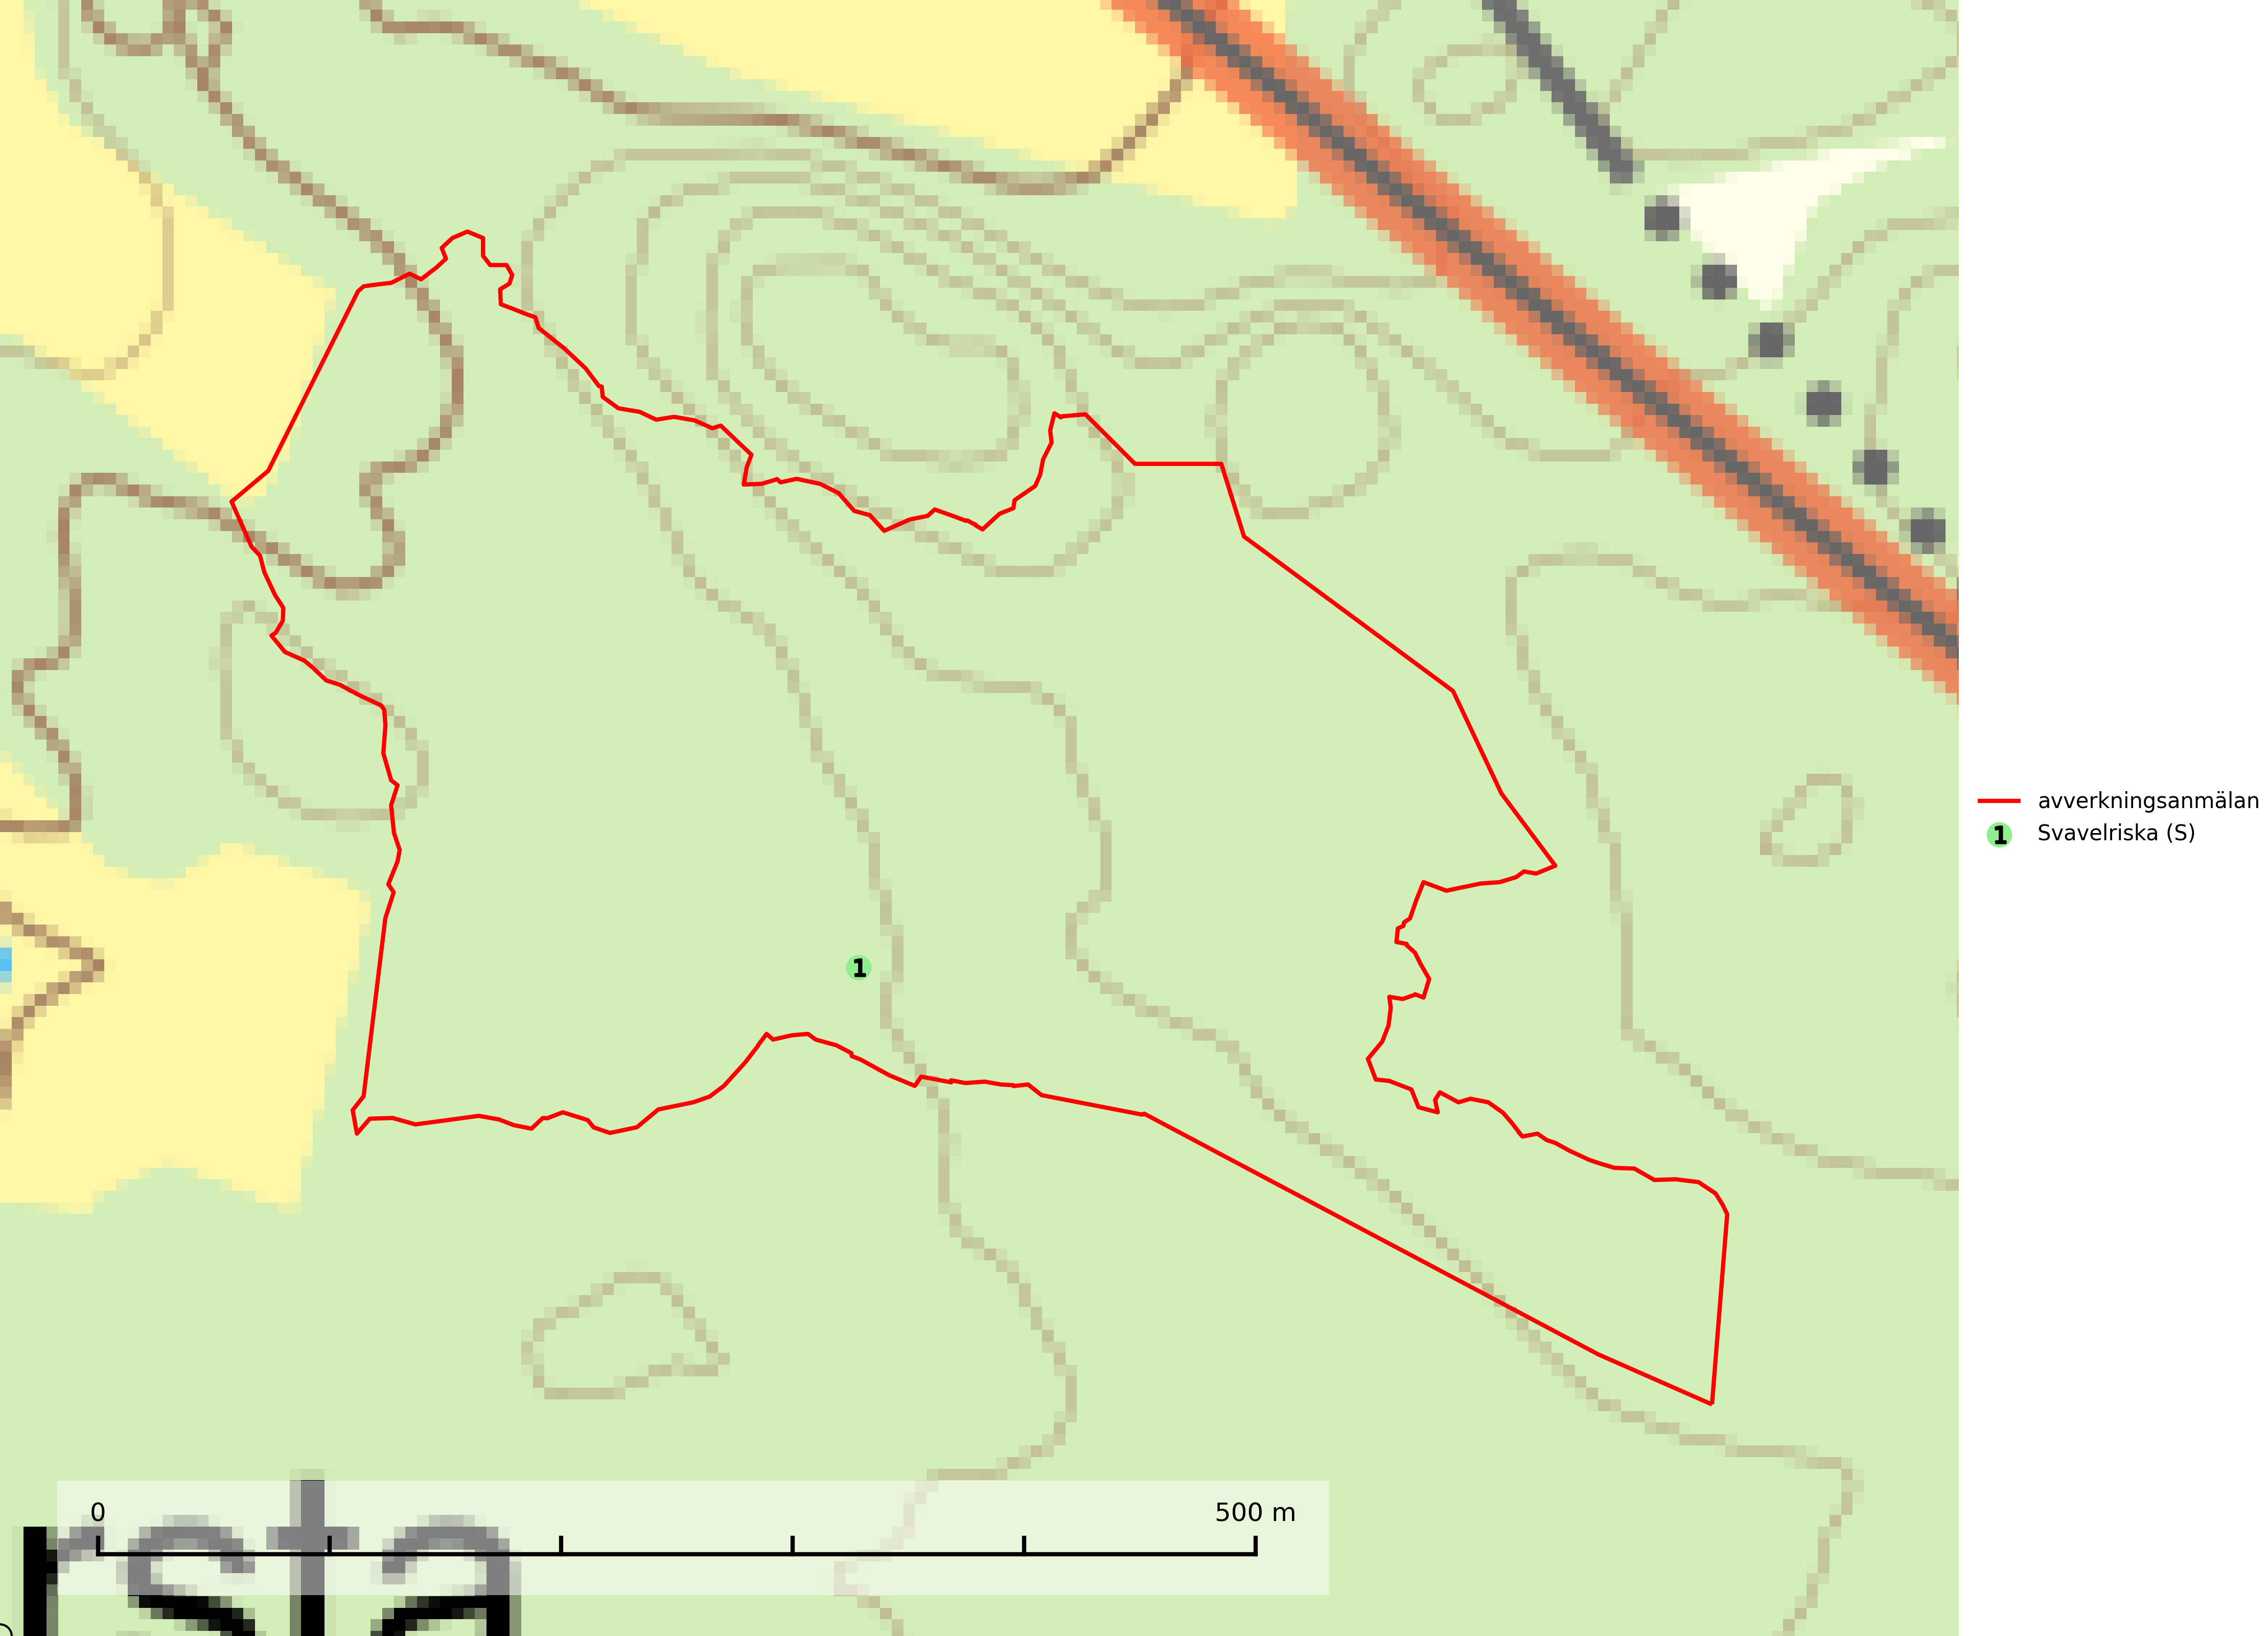 avverkningsanmälan
1 Svavelriska (S)
1
0 500 m
rsta